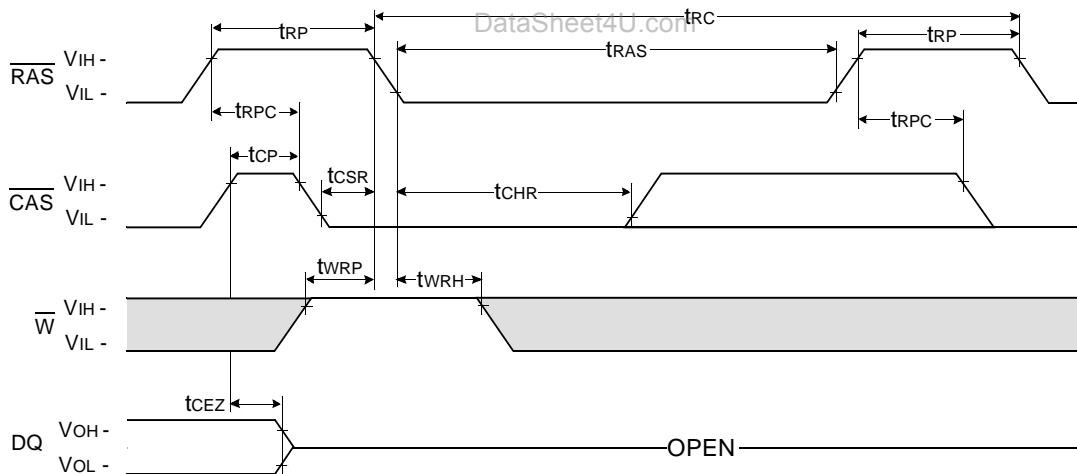 DataSheet4U.com
tRP tRC
tRAS tRP
RAS VIH -
VIL -
tRPC tRPC
tCP
tCSR
CAS VIH -
VIL -
tCHR
tWRP tWRH
W VIH -
VIL -
tCEZ
DQ VOH -
VOL -
OPEN